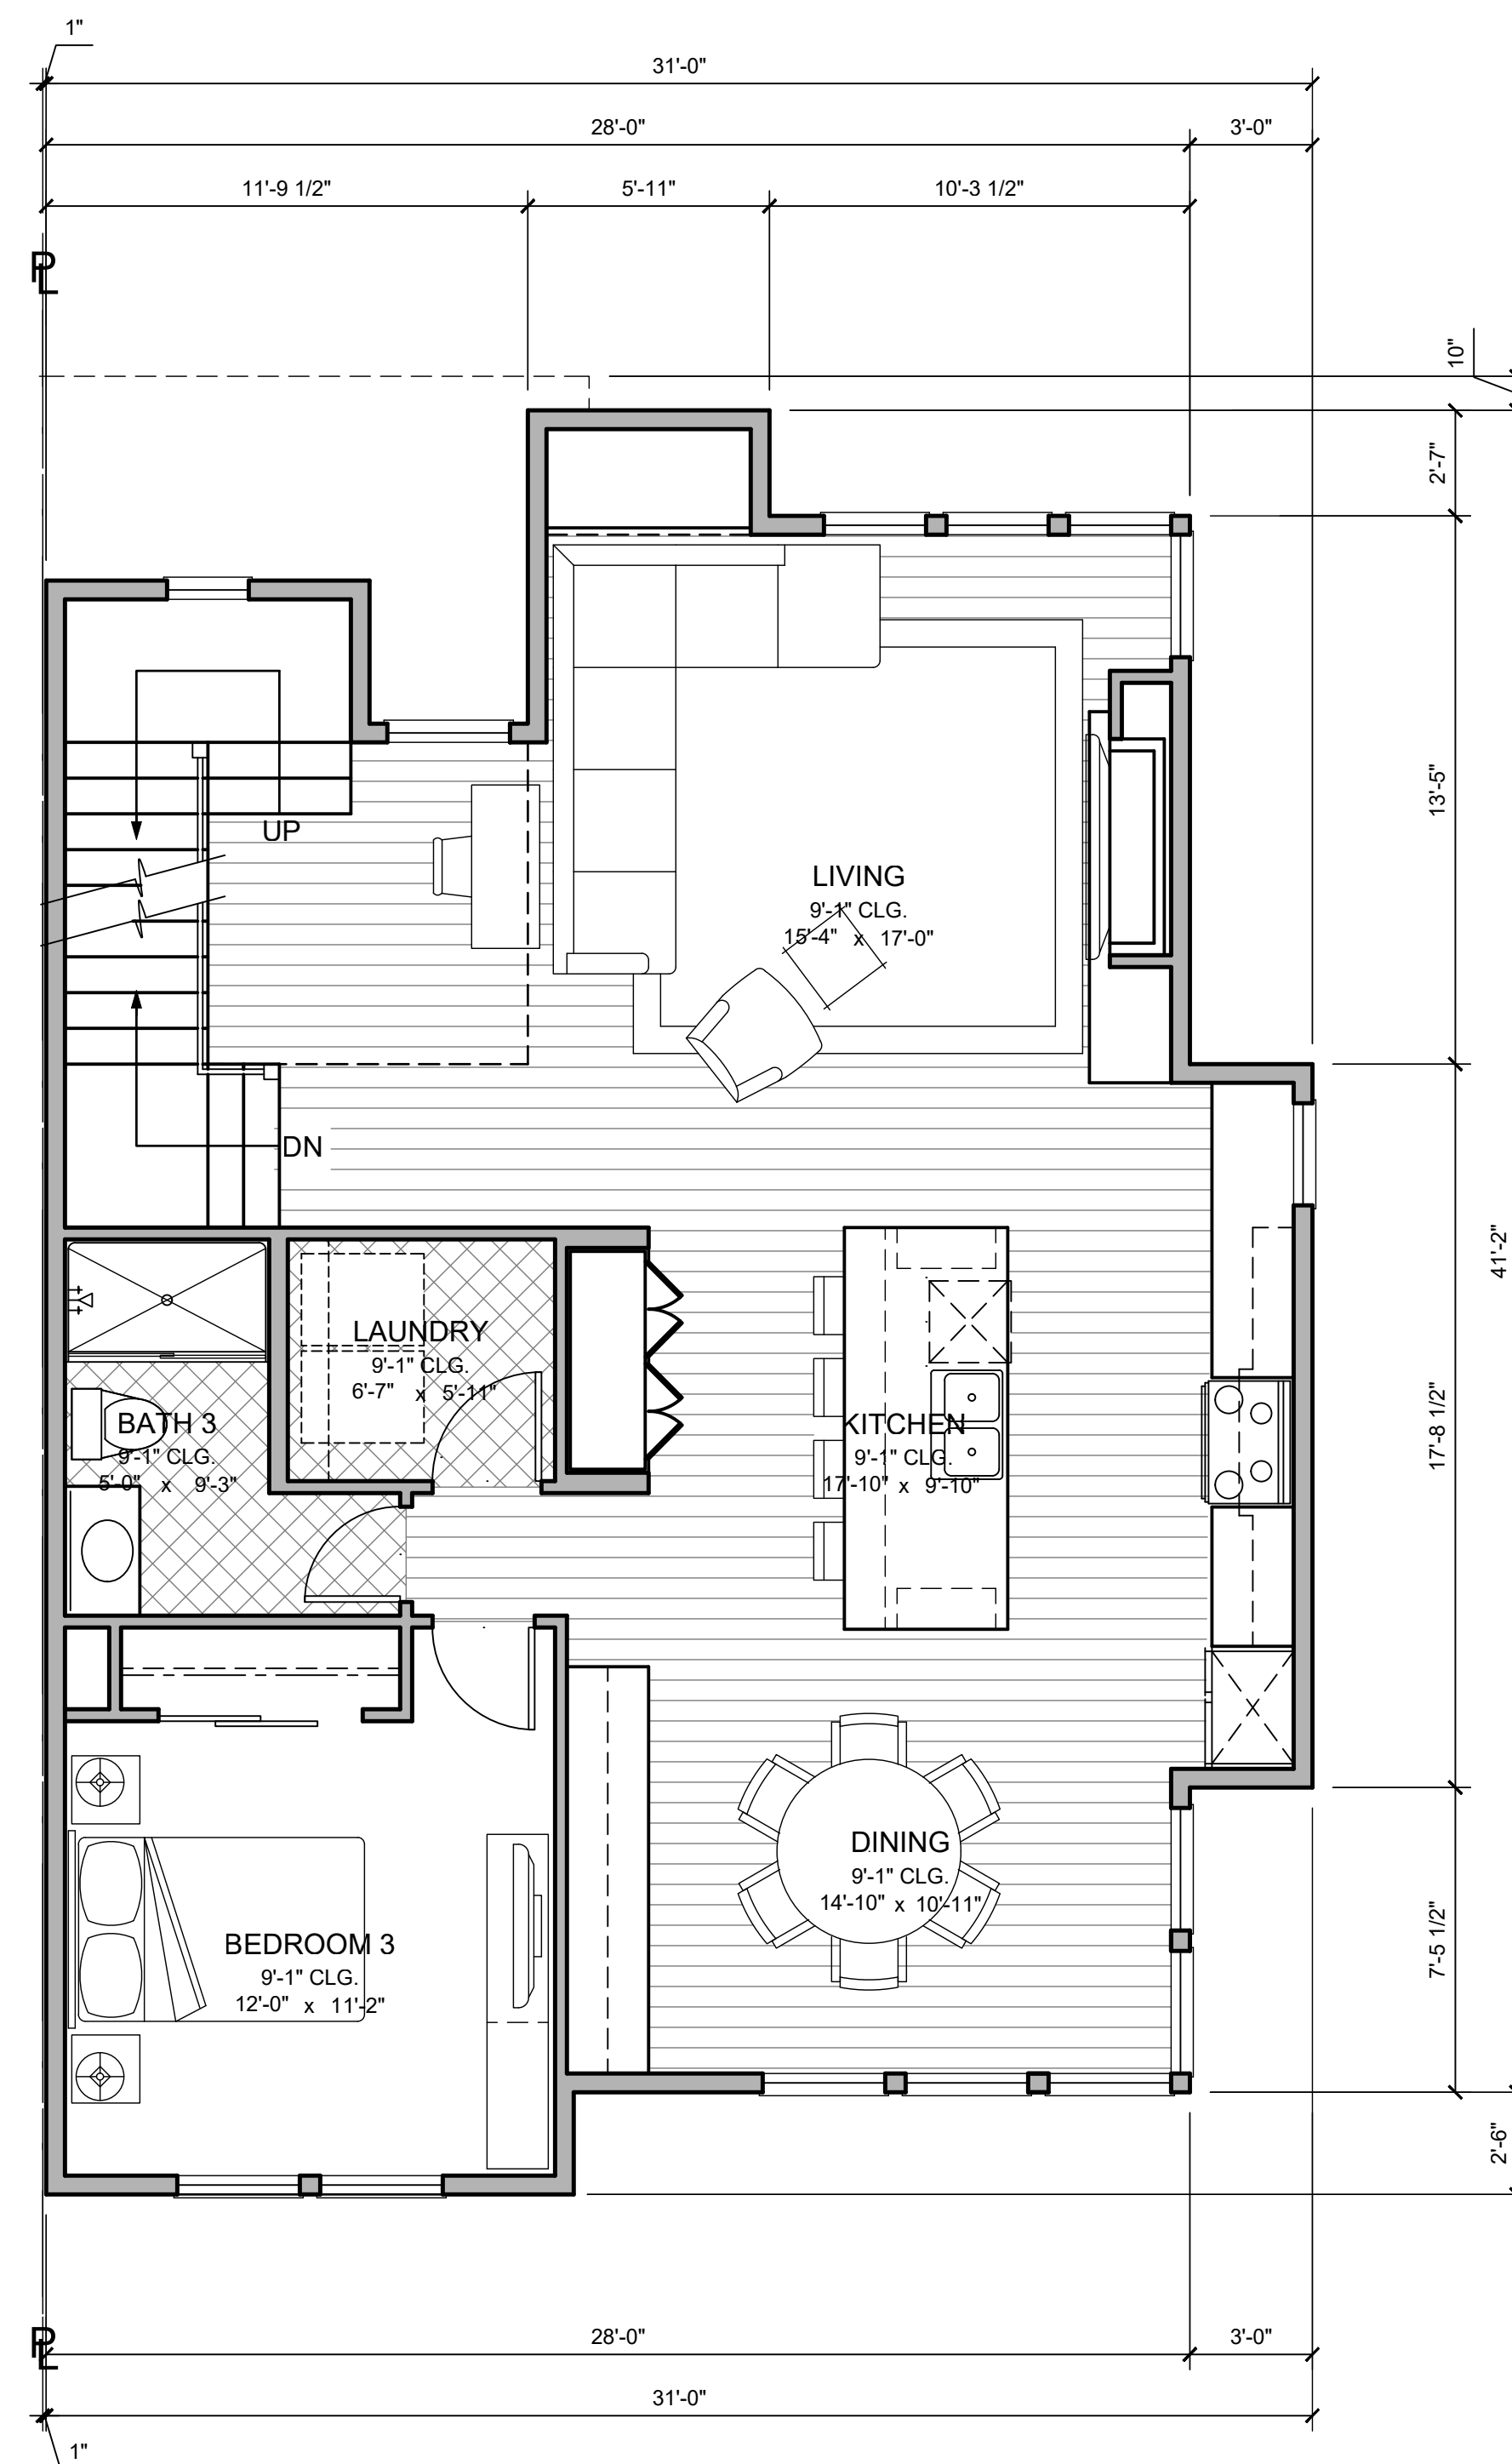 1"
31'-0"
28'-0"
3'-0"
11'-9 1/2"
5'-11"
10'-3 1/2"
PL
10"
2'-7"
13'-5"
UP
LIVING
9'-1" CLG.
15'-4" x 17'-0"
DN
41'-2"
LAUNDRY
9'-1" CLG.
6'-7" x 5'-11"
BATH 3
9'-1" CLG.
5'-0" x 9'-3"
KITCHEN
9'-1" CLG.
17'-10" x 9'-10"
17'-8 1/2"
DINING
9'-1" CLG.
14'-10" x 10'-11"
BEDROOM 3
9'-1" CLG.
12'-0" x 11'-2"
7'-5 1/2"
2'-6"
PL
28'-0"
3'-0"
31'-0"
1"